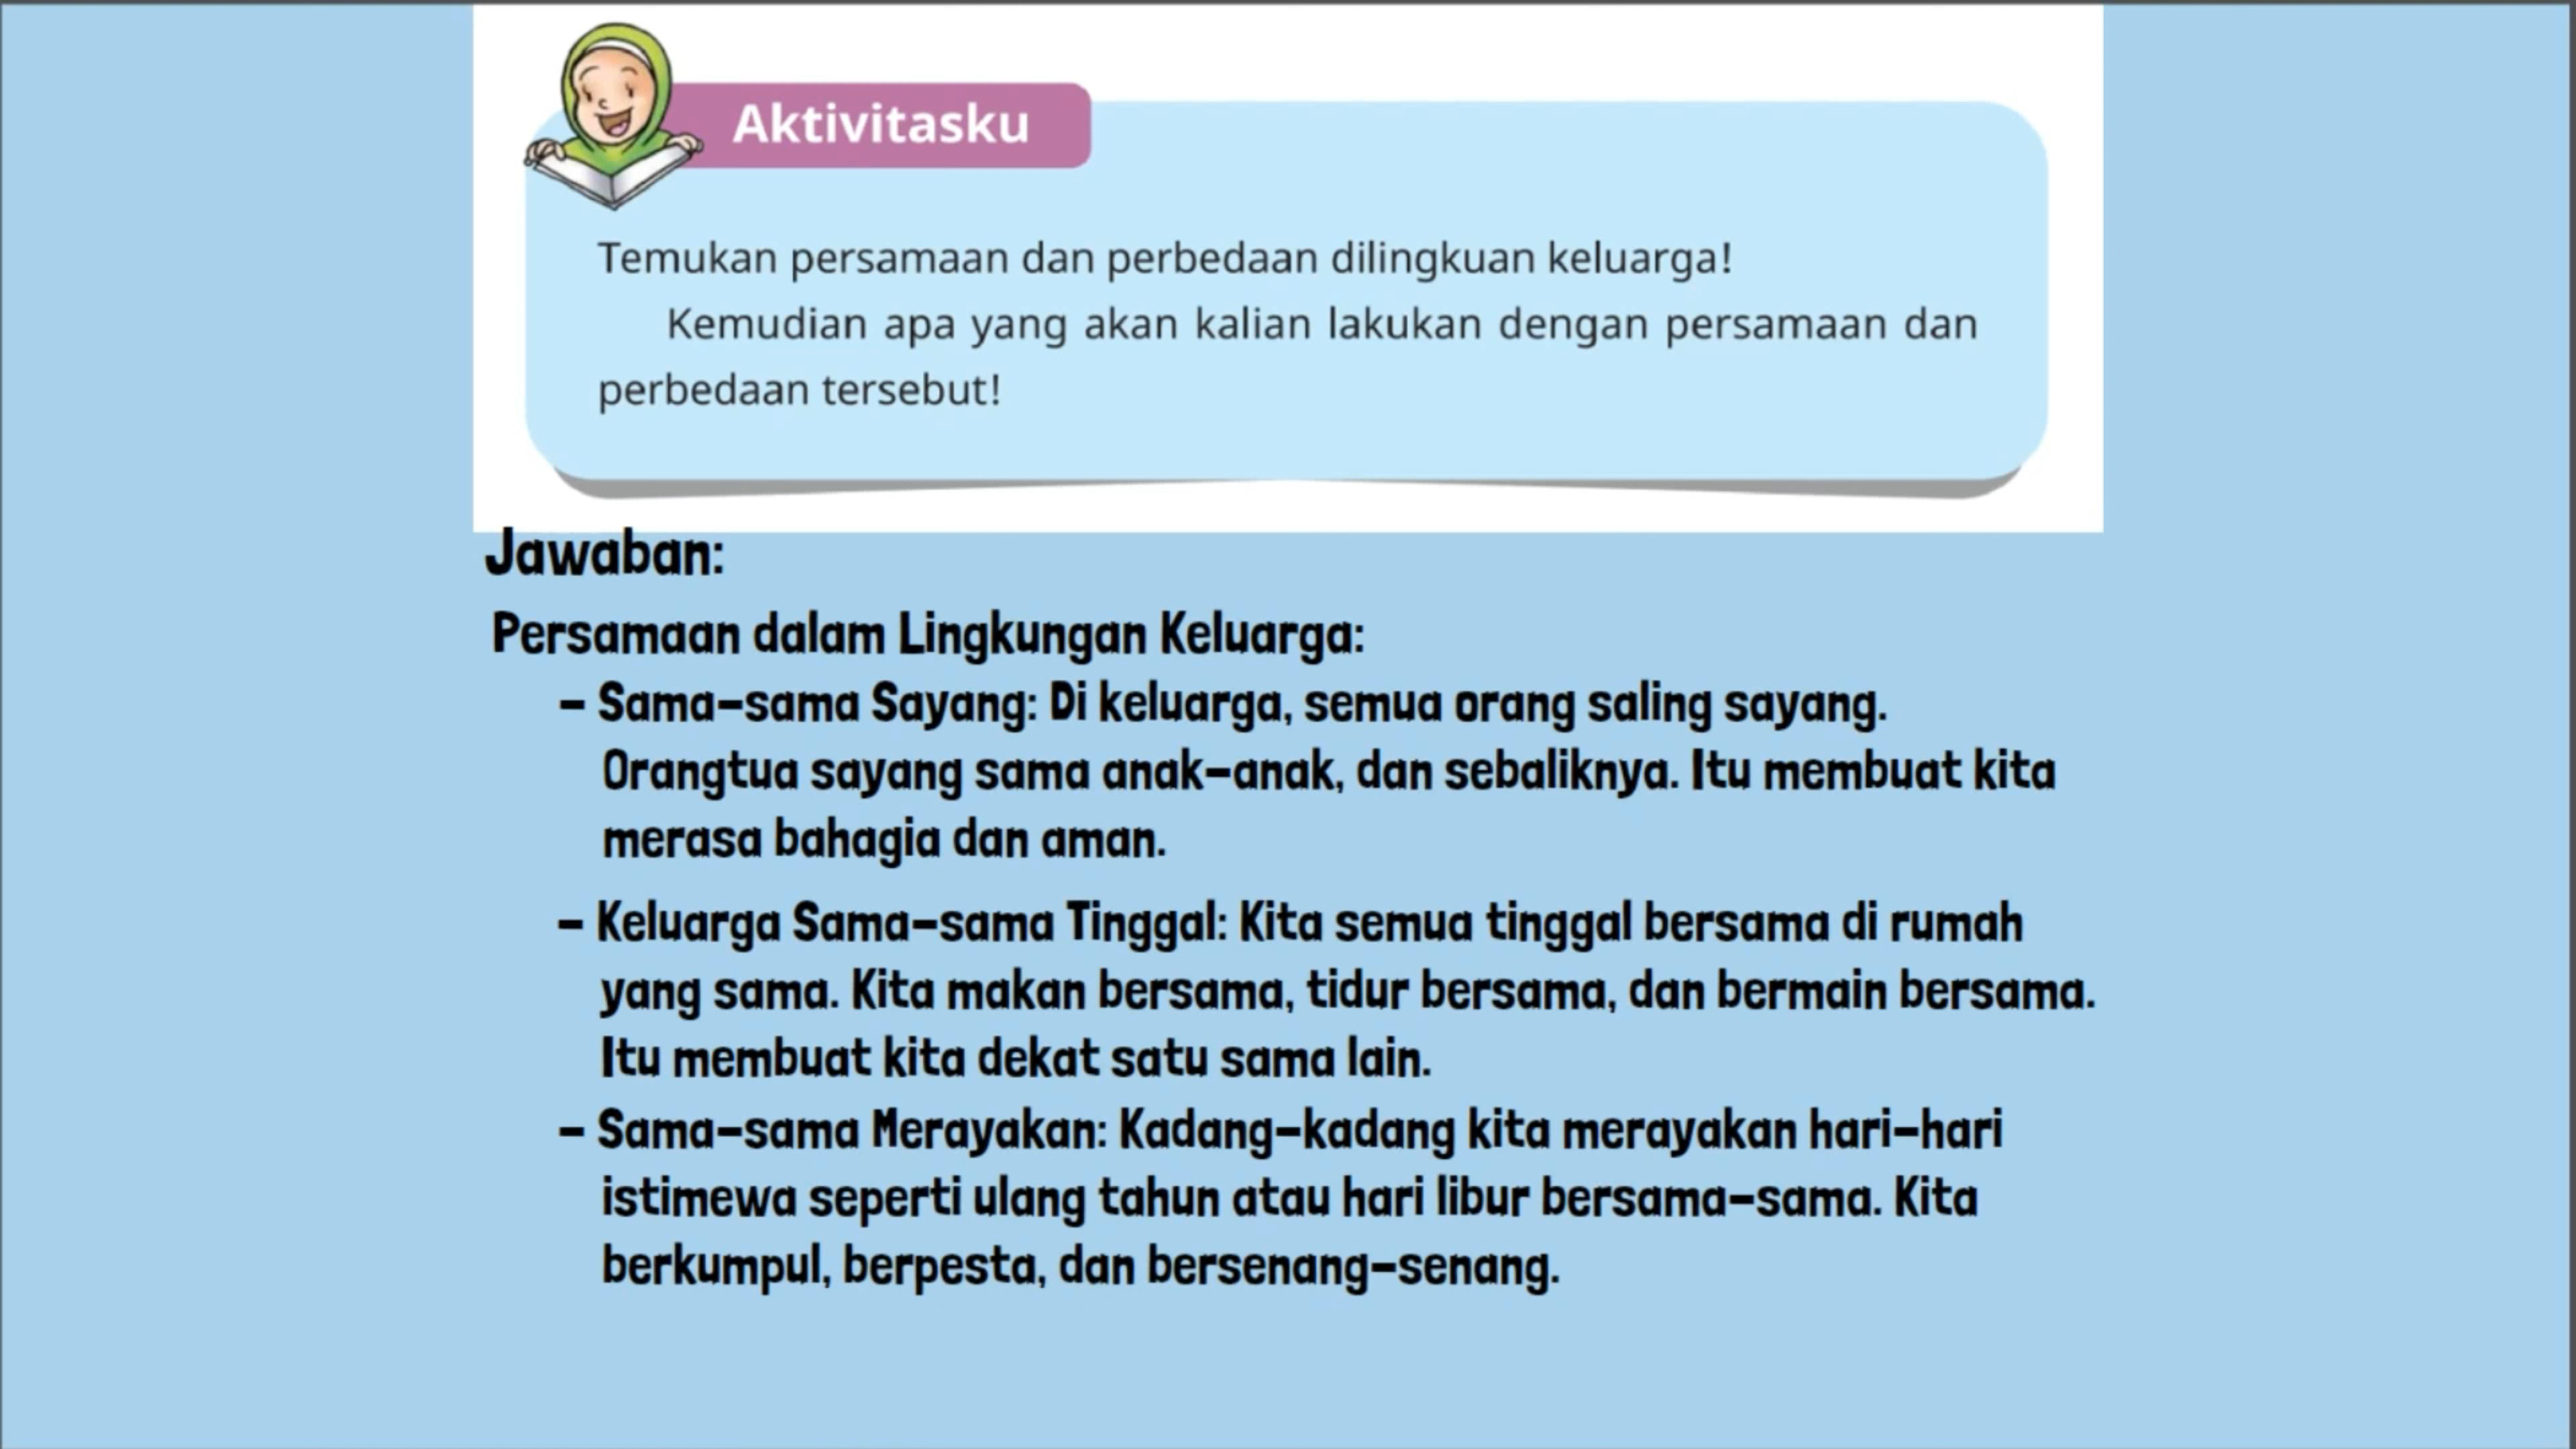 Aktivitasku
Temukan persamaan dan perbedaan dilingkuan keluarga!
Kemudian apa yang akan kalian lakukan dengan persamaan dan
perbedaan tersebut!
Jawaban:
Persamaan dalam Lingkungan Keluarga:
– Sama-sama Sayang: Di keluarga, semua orang saling sayang.
Orangtua sayang sama anak-anak, dan sebaliknya. Itu membuat kita
merasa bahagia dan aman.
– Keluarga Sama-sama Tinggal: Kita semua tinggal bersama di rumah
yang sama. Kita makan bersama, tidur bersama, dan bermain bersama.
Itu membuat kita dekat satu sama lain.
– Sama-sama Merayakan: Kadang-kadang kita merayakan hari-hari
istimewa seperti ulang tahun atau hari libur bersama-sama. Kita
berkumpul, berpesta, dan bersenang-senang.